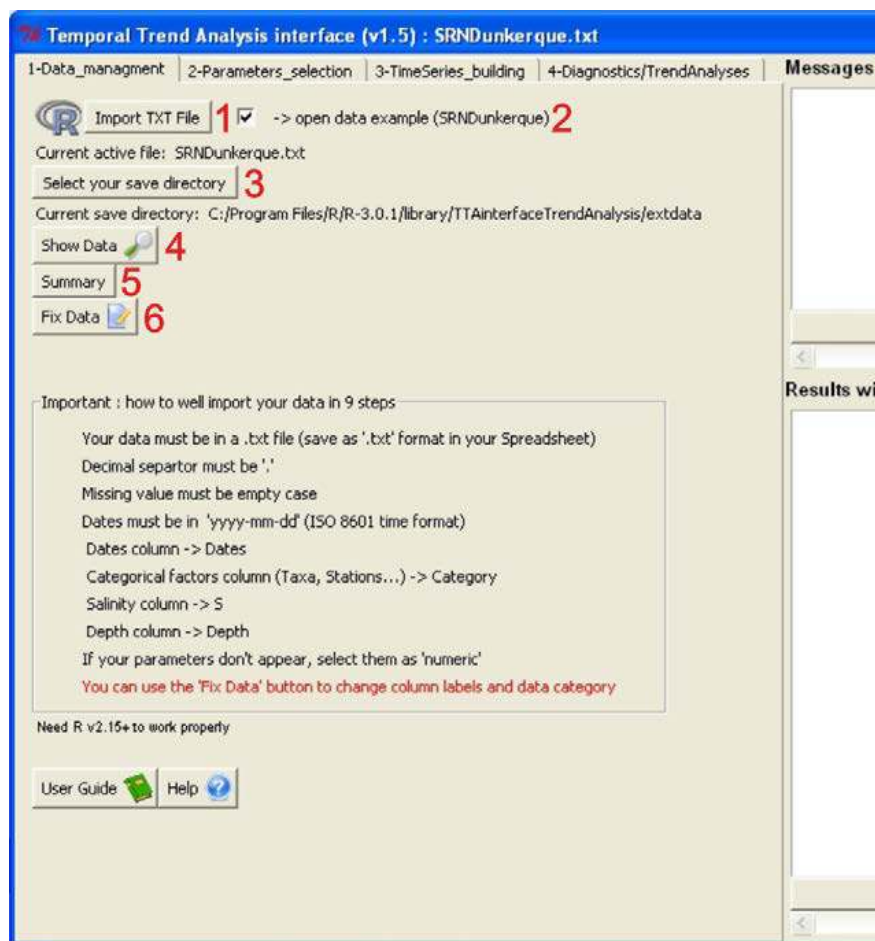 Temporal Trend Analysis interface (v1.5) : SRNDunkerque.txt
1-Data_managment 2-Parameters_selection 3-TimeSeries_building 4-Diagnostics/TrendAnalyses Messages
R Import TXT File 1 -> open data example (SRNDunkerque) 2
Current active file: SRNDunkerque.txt
Select your save directory 3
Current save directory: C:/Program Files/R/R-3.0.1/library/TTAinterfaceTrendAnalysis/extdata
Show Data 4
Summary 5
Fix Data 6
Results wi
Important : how to well import your data in 9 steps
Your data must be in a .txt file (save as '.txt' format in your Spreadsheet)
Decimal separtor must be '.'
Missing value must be empty case
Dates must be in 'yyyy-mm-dd' (ISO 8601 time format)
Dates column -> Dates
Categorical factors column (Taxa, Stations...) -> Category
Salinity column -> S
Depth column -> Depth
If your parameters don't appear, select them as 'numeric'
You can use the 'Fix Data' button to change column labels and data category
Need R v2.15+ to work properly
User Guide Help ?